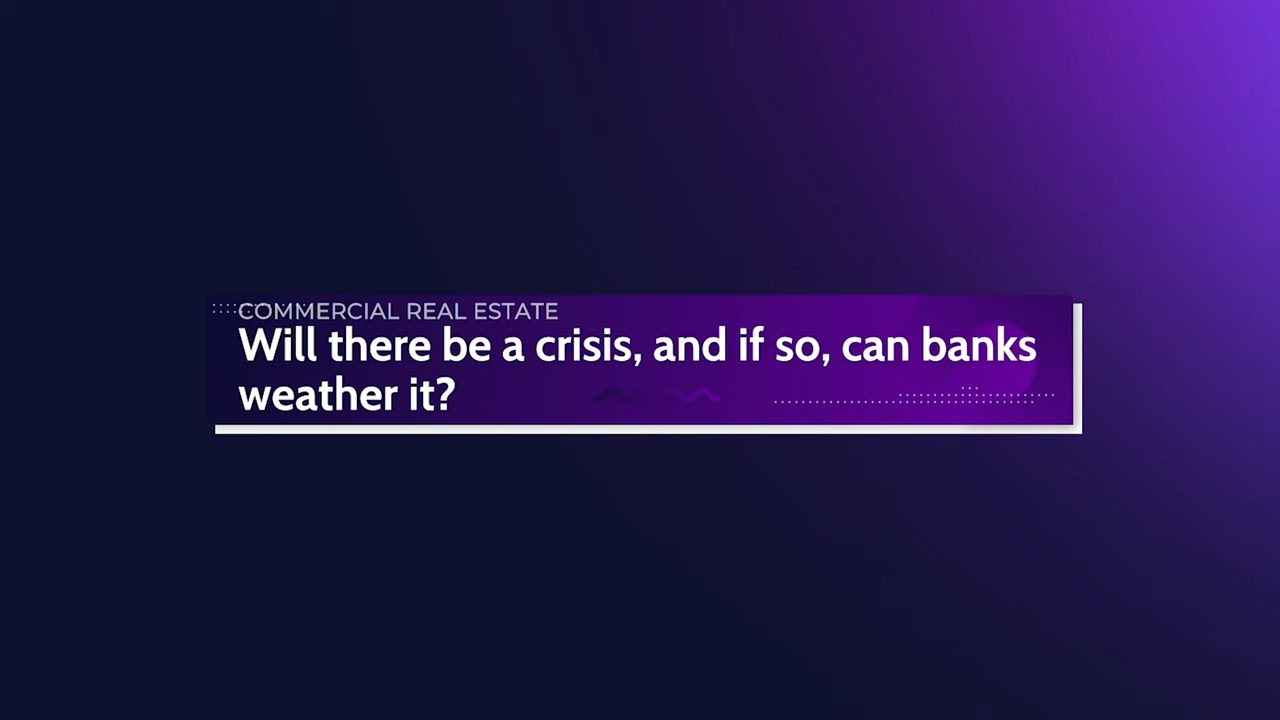 COMMERCIAL REAL ESTATE
Will there be a crisis, and if so, can banks
weather it?